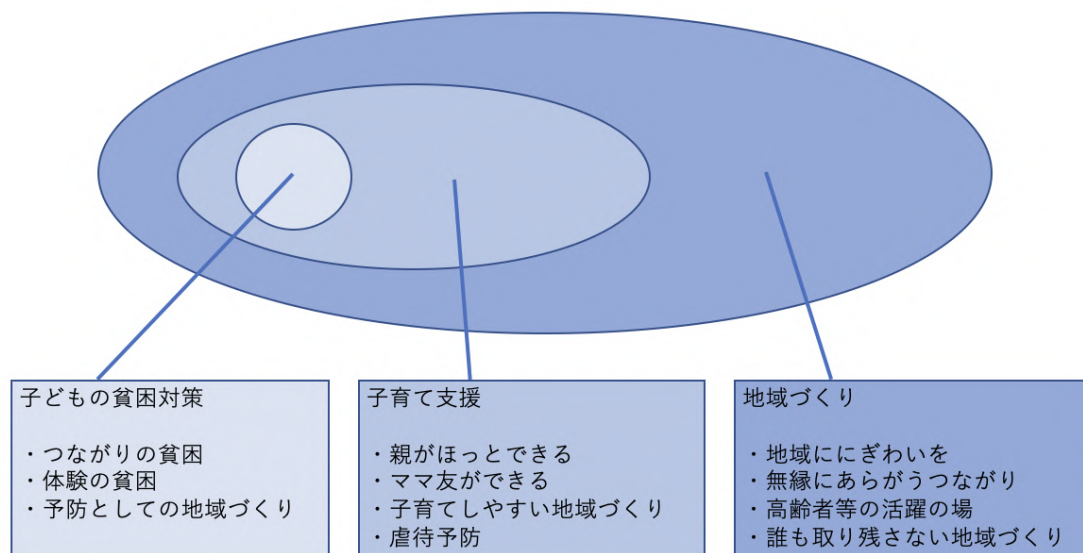 子どもの貧困対策
・つながりの貧困
・体験の貧困
・予防としての地域づくり
子育て支援
・親がほっとできる
・ママ友ができる
・子育てしやすい地域づくり
・虐待予防
地域づくり
・地域ににぎわいを
・無縁にあらがうつながり
・高齢者等の活躍の場
・誰も取り残さない地域づくり